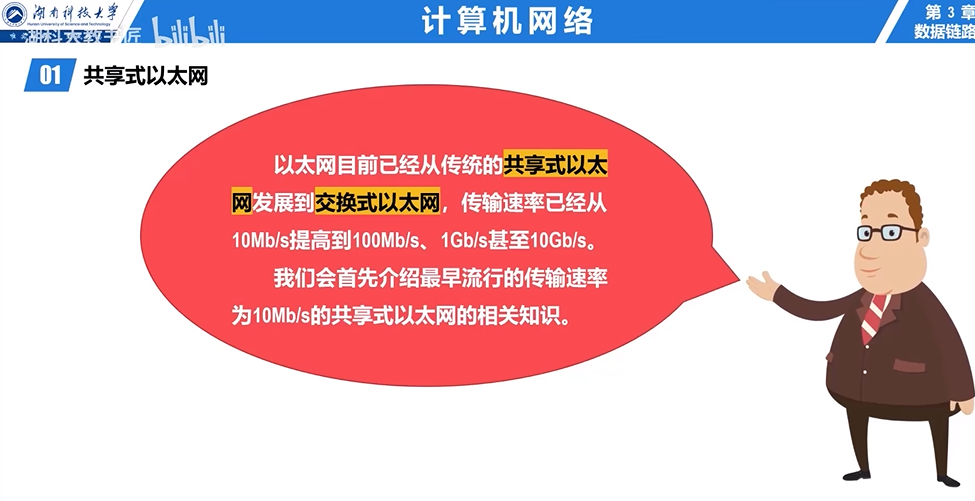 湖南科技大学
Hunan University of Science and Technology
湖科大教书匠
bilibili
计算机网络
第 3 章
数据链路
01
共享式以太网
以太网目前已经从传统的共享式以太
网发展到交换式以太网，传输速率已经从
10Mb/s提高到100Mb/s、1Gb/s甚至10Gb/s。
我们会首先介绍最早流行的传输速率
为10Mb/s的共享式以太网的相关知识。